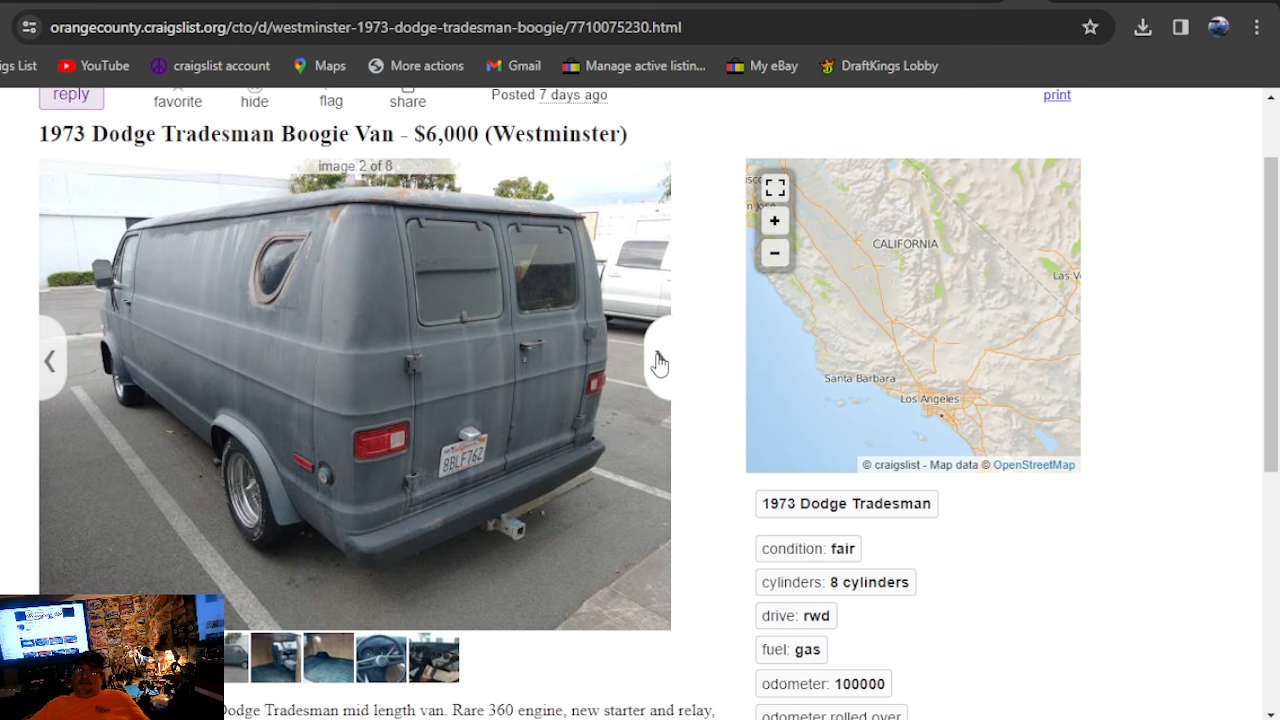 orangecounty.craigslist.org/cto/d/westminster-1973-dodge-tradesman-boogie/7710075230.html
igs List YouTube craigslist account Maps More actions Gmail Manage active listin... My eBay DraftKings Lobby
reply favorite hide flag share Posted 7 days ago print
1973 Dodge Tradesman Boogie Van - $6,000 (Westminster)
image 2 of 8
+
CALIFORNIA
Las V
−
Santa Barbara
Los Angeles
8BLF762
© craigslist - Map data © OpenStreetMap
1973 Dodge Tradesman
condition: fair
cylinders: 8 cylinders
drive: rwd
fuel: gas
odometer: 100000
odometer rolled over
Dodge Tradesman mid length van. Rare 360 engine, new starter and relay,